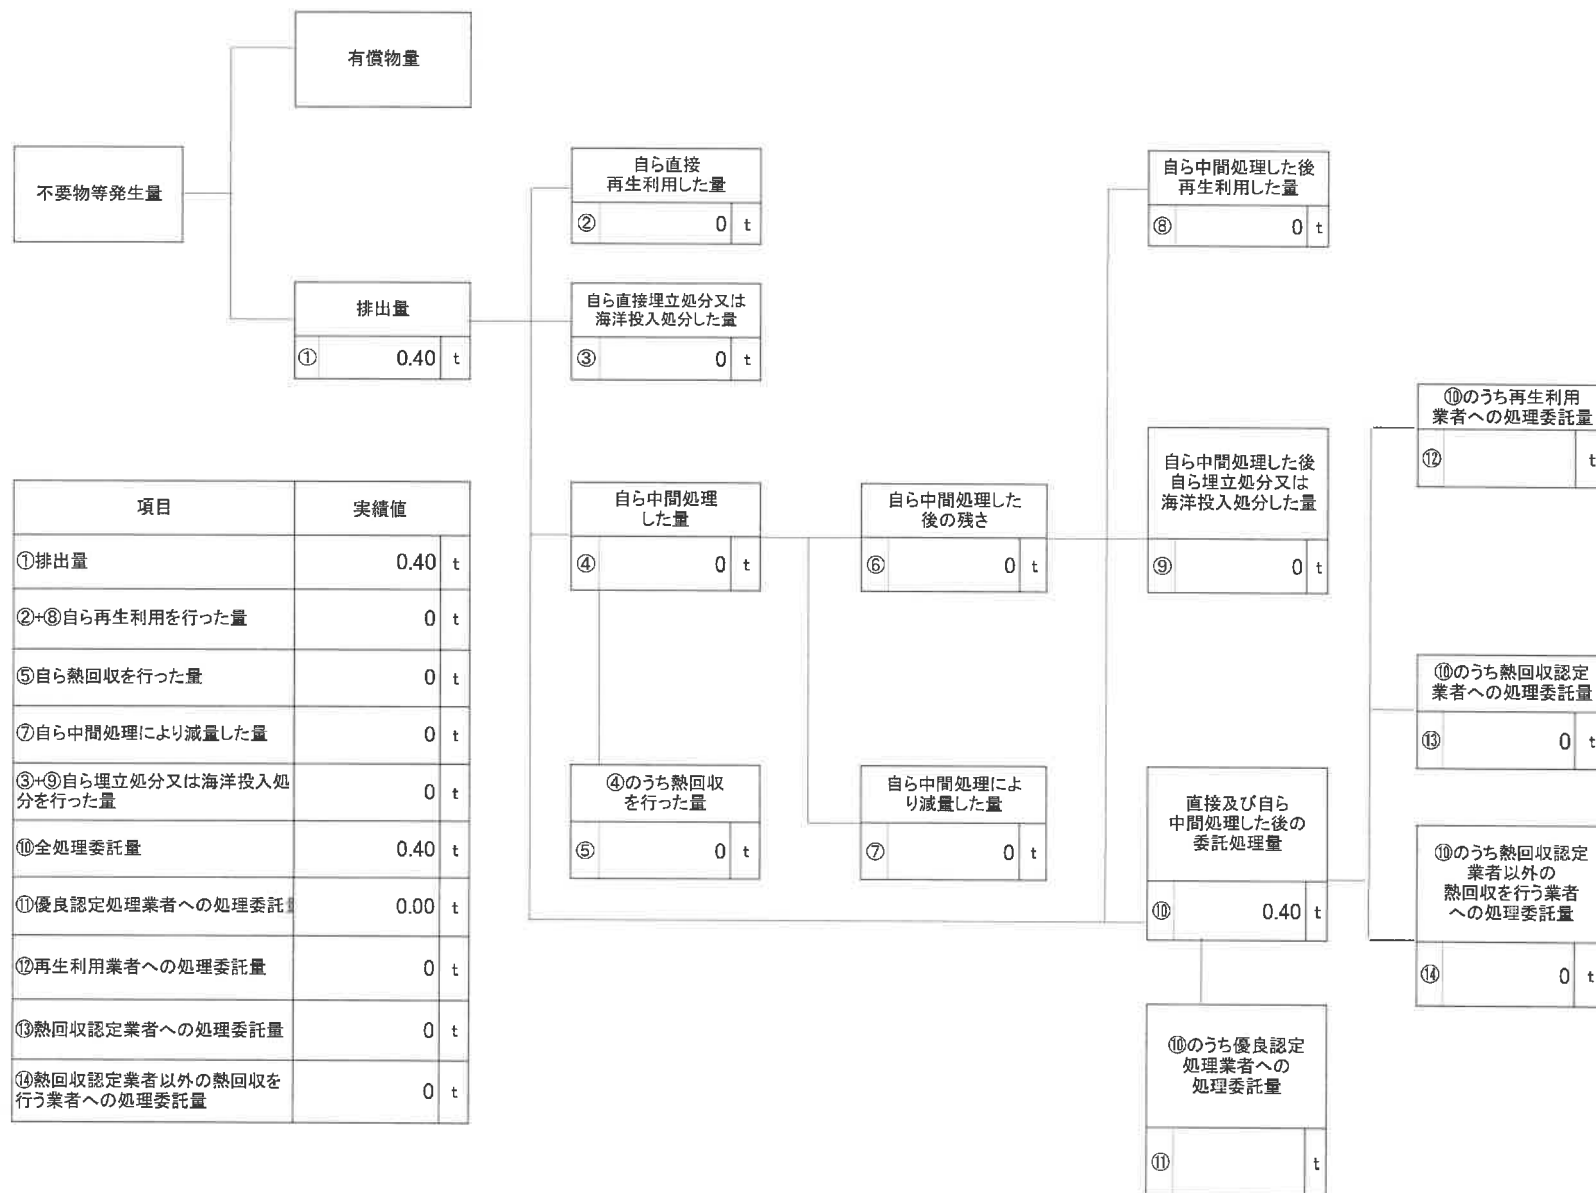 有償物量
不要物等発生量
排出量
① 0.40 t
自ら直接
再生利用した量
② 0 t
自ら直接埋立処分又は
海洋投入処分した量
③ 0 t
自ら中間処理した後
再生利用した量
⑧ 0 t
自ら中間処理
した量
④ 0 t
自ら中間処理した
後の残さ
⑥ 0 t
自ら中間処理した後
自ら埋立処分又は
海洋投入処分した量
⑨ 0 t
④のうち熱回収
を行った量
⑤ 0 t
自ら中間処理によ
り減量した量
⑦ 0 t
直接及び自ら
中間処理した後の
委託処理量
⑩ 0.40 t
⑩のうち優良認定
処理業者への
処理委託量
⑪ t
⑩のうち再生利用
業者への処理委託量
⑫ t
⑩のうち熱回収認定
業者への処理委託量
⑬ 0 t
⑩のうち熱回収認定
業者以外の
熱回収を行う業者
への処理委託量
⑭ 0 t
項目 実績値
①排出量 0.40 t
②+⑧自ら再生利用を行った量 0 t
⑤自ら熱回収を行った量 0 t
⑦自ら中間処理により減量した量 0 t
③+⑨自ら埋立処分又は海洋投入処
分を行った量 0 t
⑩全処理委託量 0.40 t
⑪優良認定処理業者への処理委託 0.00 t
⑫再生利用業者への処理委託量 0 t
⑬熱回収認定業者への処理委託量 0 t
⑭熱回収認定業者以外の熱回収を
行う業者への処理委託量 0 t